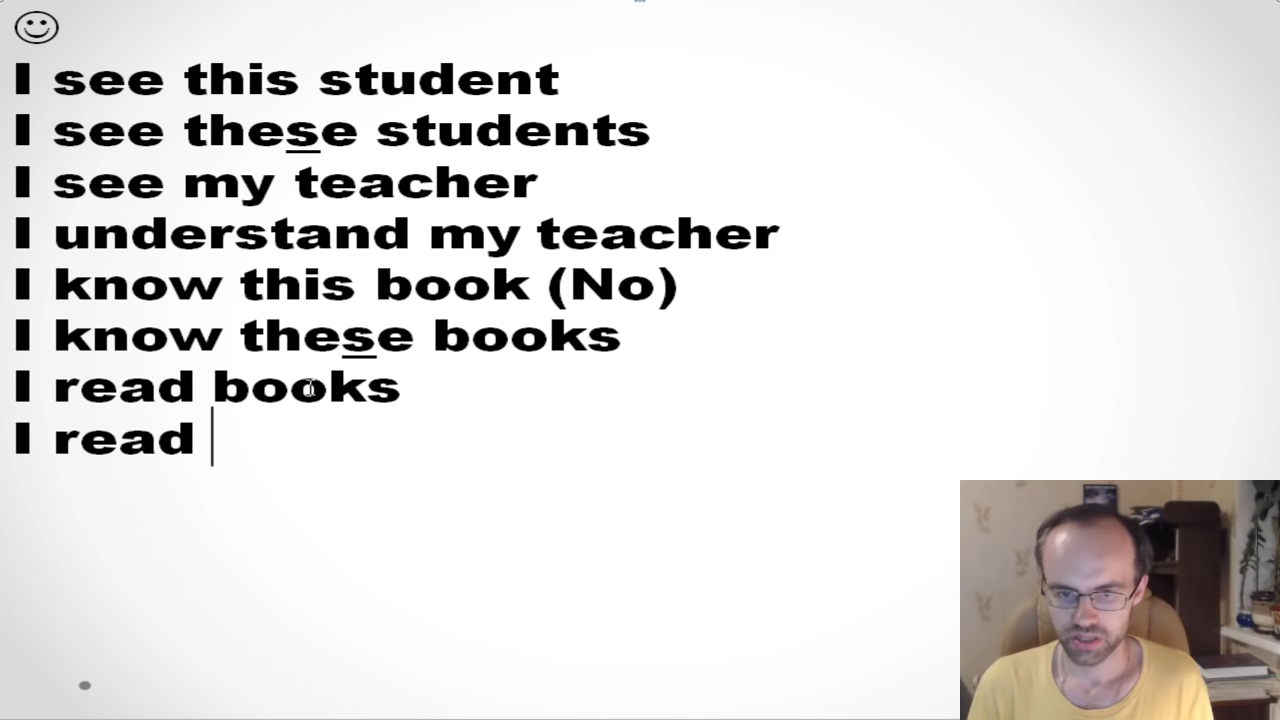 I see this student
I see these students
I see my teacher
I understand my teacher
I know this book (No)
I know these books
I read books
I read